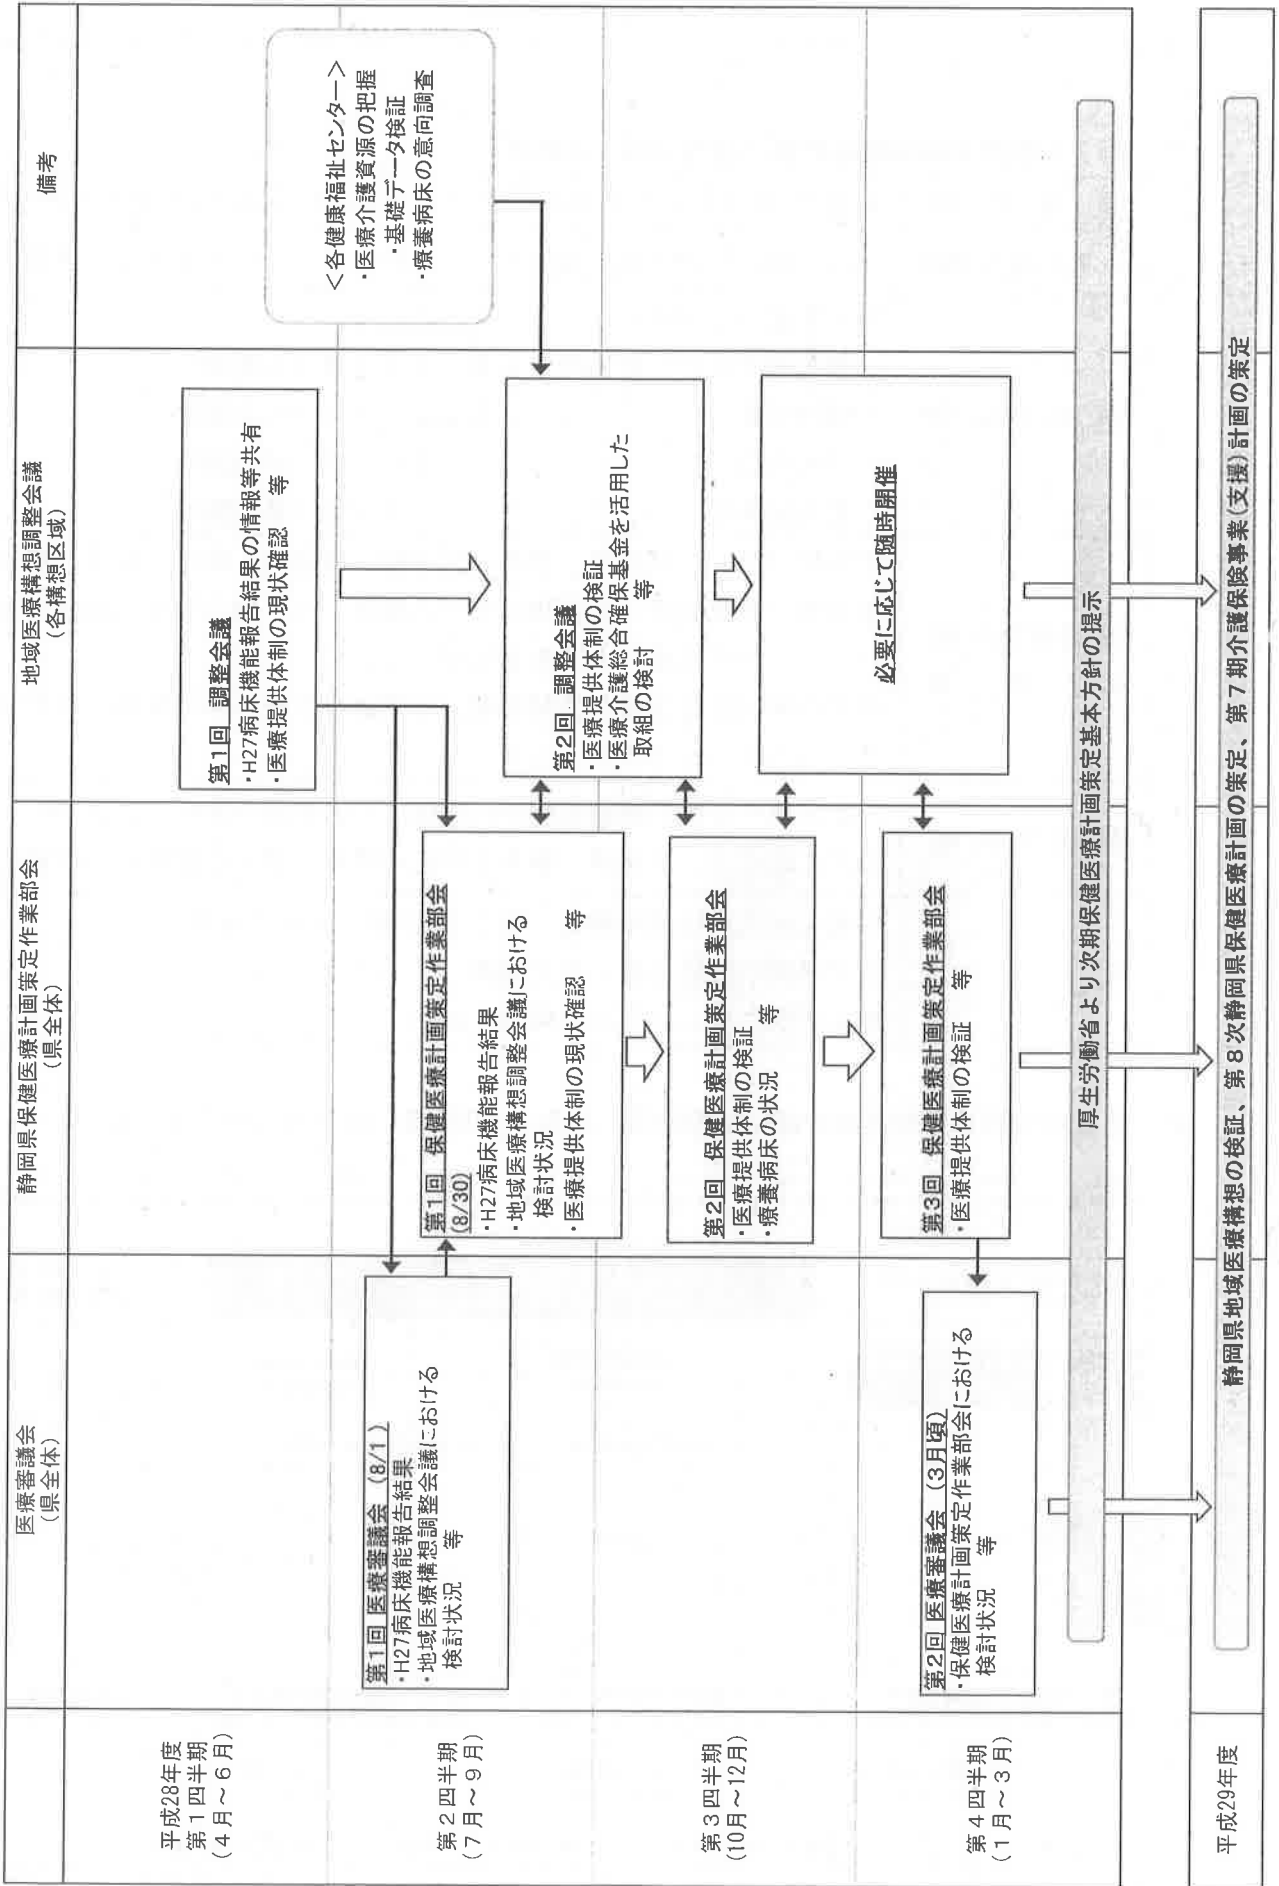 医療審議会
（県全体）
静岡県保健医療計画策定作業部会
（県全体）
地域医療構想調整会議
（各構想区域）
備考
平成28年度
第１四半期
（４月～６月）
第1回 調整会議
・H27病床機能報告結果の情報等共有
・医療提供体制の現状確認 等
第２四半期
（７月～９月）
第1回 医療審議会 （8/1）
・H27病床機能報告結果
・地域医療構想調整会議における
検討状況 等
第1回 保健医療計画策定作業部会
（8/30）
・H27病床機能報告結果
・地域医療構想調整会議における
検討状況
・医療提供体制の現状確認 等
第2回 調整会議
・医療提供体制の検証
・医療介護総合確保基金を活用した
取組の検討 等
＜各健康福祉センター＞
・医療介護資源の把握
・基礎データ検証
・療養病床の意向調査
第３四半期
（10月～12月）
第2回 保健医療計画策定作業部会
・医療提供体制の検証
・療養病床の状況 等
必要に応じて随時開催
第４四半期
（１月～３月）
第2回 医療審議会 （3月頃）
・保健医療計画策定作業部会における
検討状況 等
第3回 保健医療計画策定作業部会
・医療提供体制の検証 等
厚生労働省より次期保健医療計画策定基本方針の提示
平成29年度
静岡県地域医療構想の検証、第８次静岡県保健医療計画の策定、第７期介護保険事業（支援）計画の策定